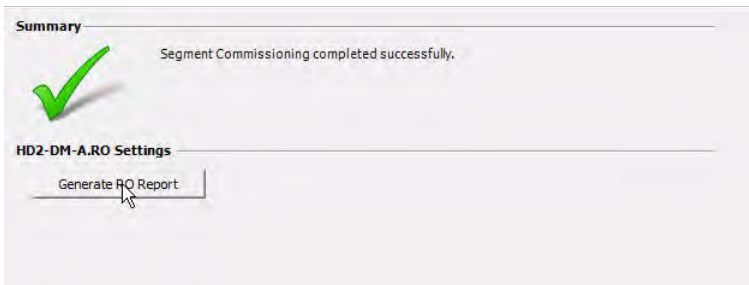 Summary
Segment Commissioning completed successfully.
HD2-DM-A.RO Settings
Generate RO Report